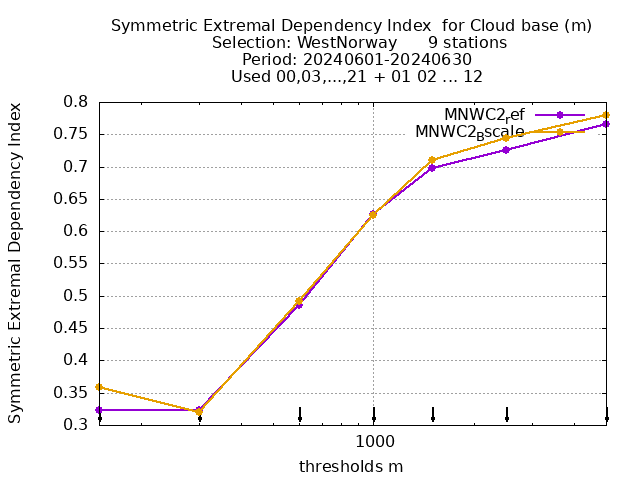 Symmetric Extremal Dependency Index for Cloud base (m)
Selection: WestNorway 9 stations
Period: 20240601-20240630
Used 00,03,...,21 + 01 02 ... 12
Symmetric Extremal Dependency Index
0.8
0.75
0.7
0.65
0.6
0.55
0.5
0.45
0.4
0.35
0.3
MNWC2_ref
MNWC2_Bscale
1000
thresholds m